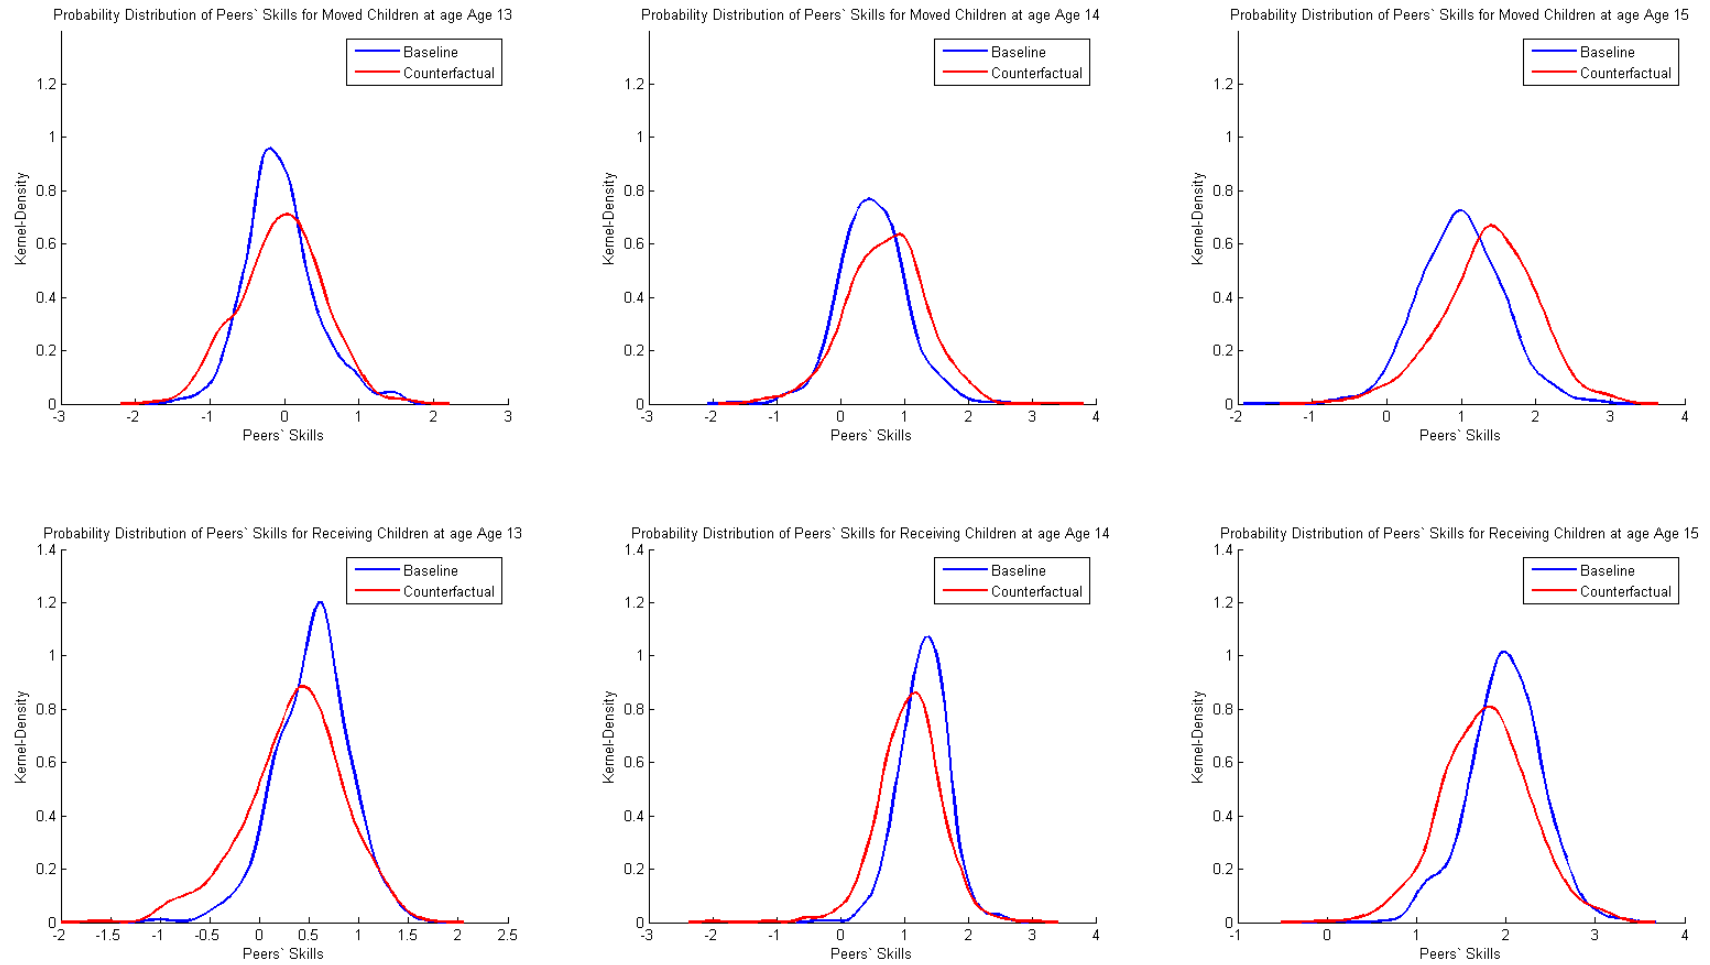 Probability Distribution of Peers` Skills for Moved Children at age Age 13
Baseline
Counterfactual
1.2
1
0.8
0.6
0.4
0.2
0
Kernel-Density
-3 -2 -1 0 1 2 3
Peers` Skills
Probability Distribution of Peers` Skills for Moved Children at age Age 14
Baseline
Counterfactual
1.2
1
0.8
0.6
0.4
0.2
0
Kernel-Density
-3 -2 -1 0 1 2 3 4
Peers` Skills
Probability Distribution of Peers` Skills for Moved Children at age Age 15
Baseline
Counterfactual
1.2
1
0.8
0.6
0.4
0.2
0
Kernel-Density
-2 -1 0 1 2 3 4
Peers` Skills
Probability Distribution of Peers` Skills for Receiving Children at age Age 13
Baseline
Counterfactual
1.4
1.2
1
0.8
0.6
0.4
0.2
0
Kernel-Density
-2 -1.5 -1 -0.5 0 0.5 1 1.5 2 2.5
Peers` Skills
Probability Distribution of Peers` Skills for Receiving Children at age Age 14
Baseline
Counterfactual
1.4
1.2
1
0.8
0.6
0.4
0.2
0
Kernel-Density
-3 -2 -1 0 1 2 3 4
Peers` Skills
Probability Distribution of Peers` Skills for Receiving Children at age Age 15
Baseline
Counterfactual
1.4
1.2
1
0.8
0.6
0.4
0.2
0
Kernel-Density
-1 0 1 2 3 4
Peers` Skills